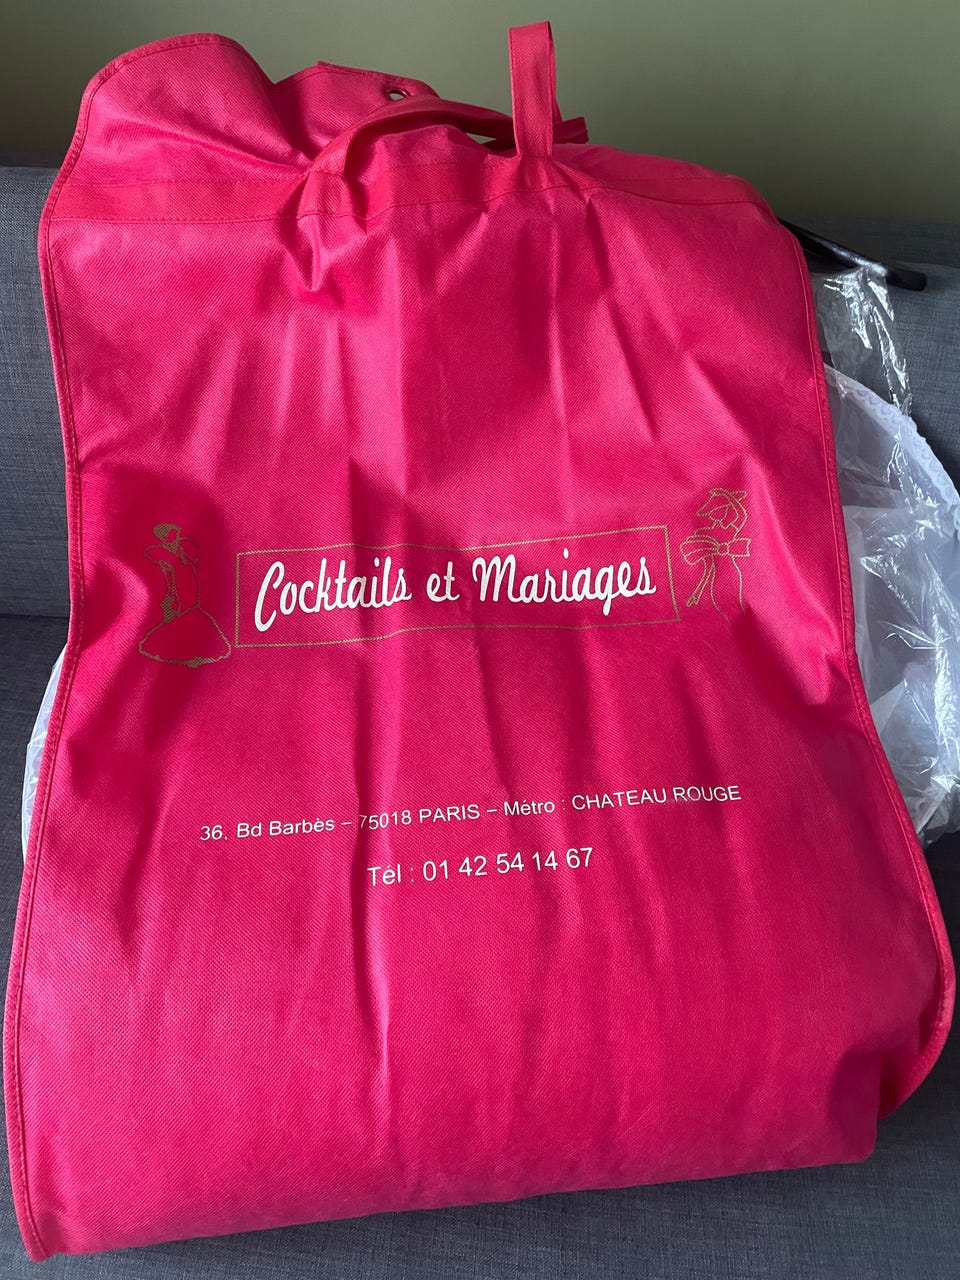 Cocktails et Mariages
36, Bd Barbès – 75018 PARIS – Métro : CHATEAU ROUGE
Tél : 01 42 54 14 67